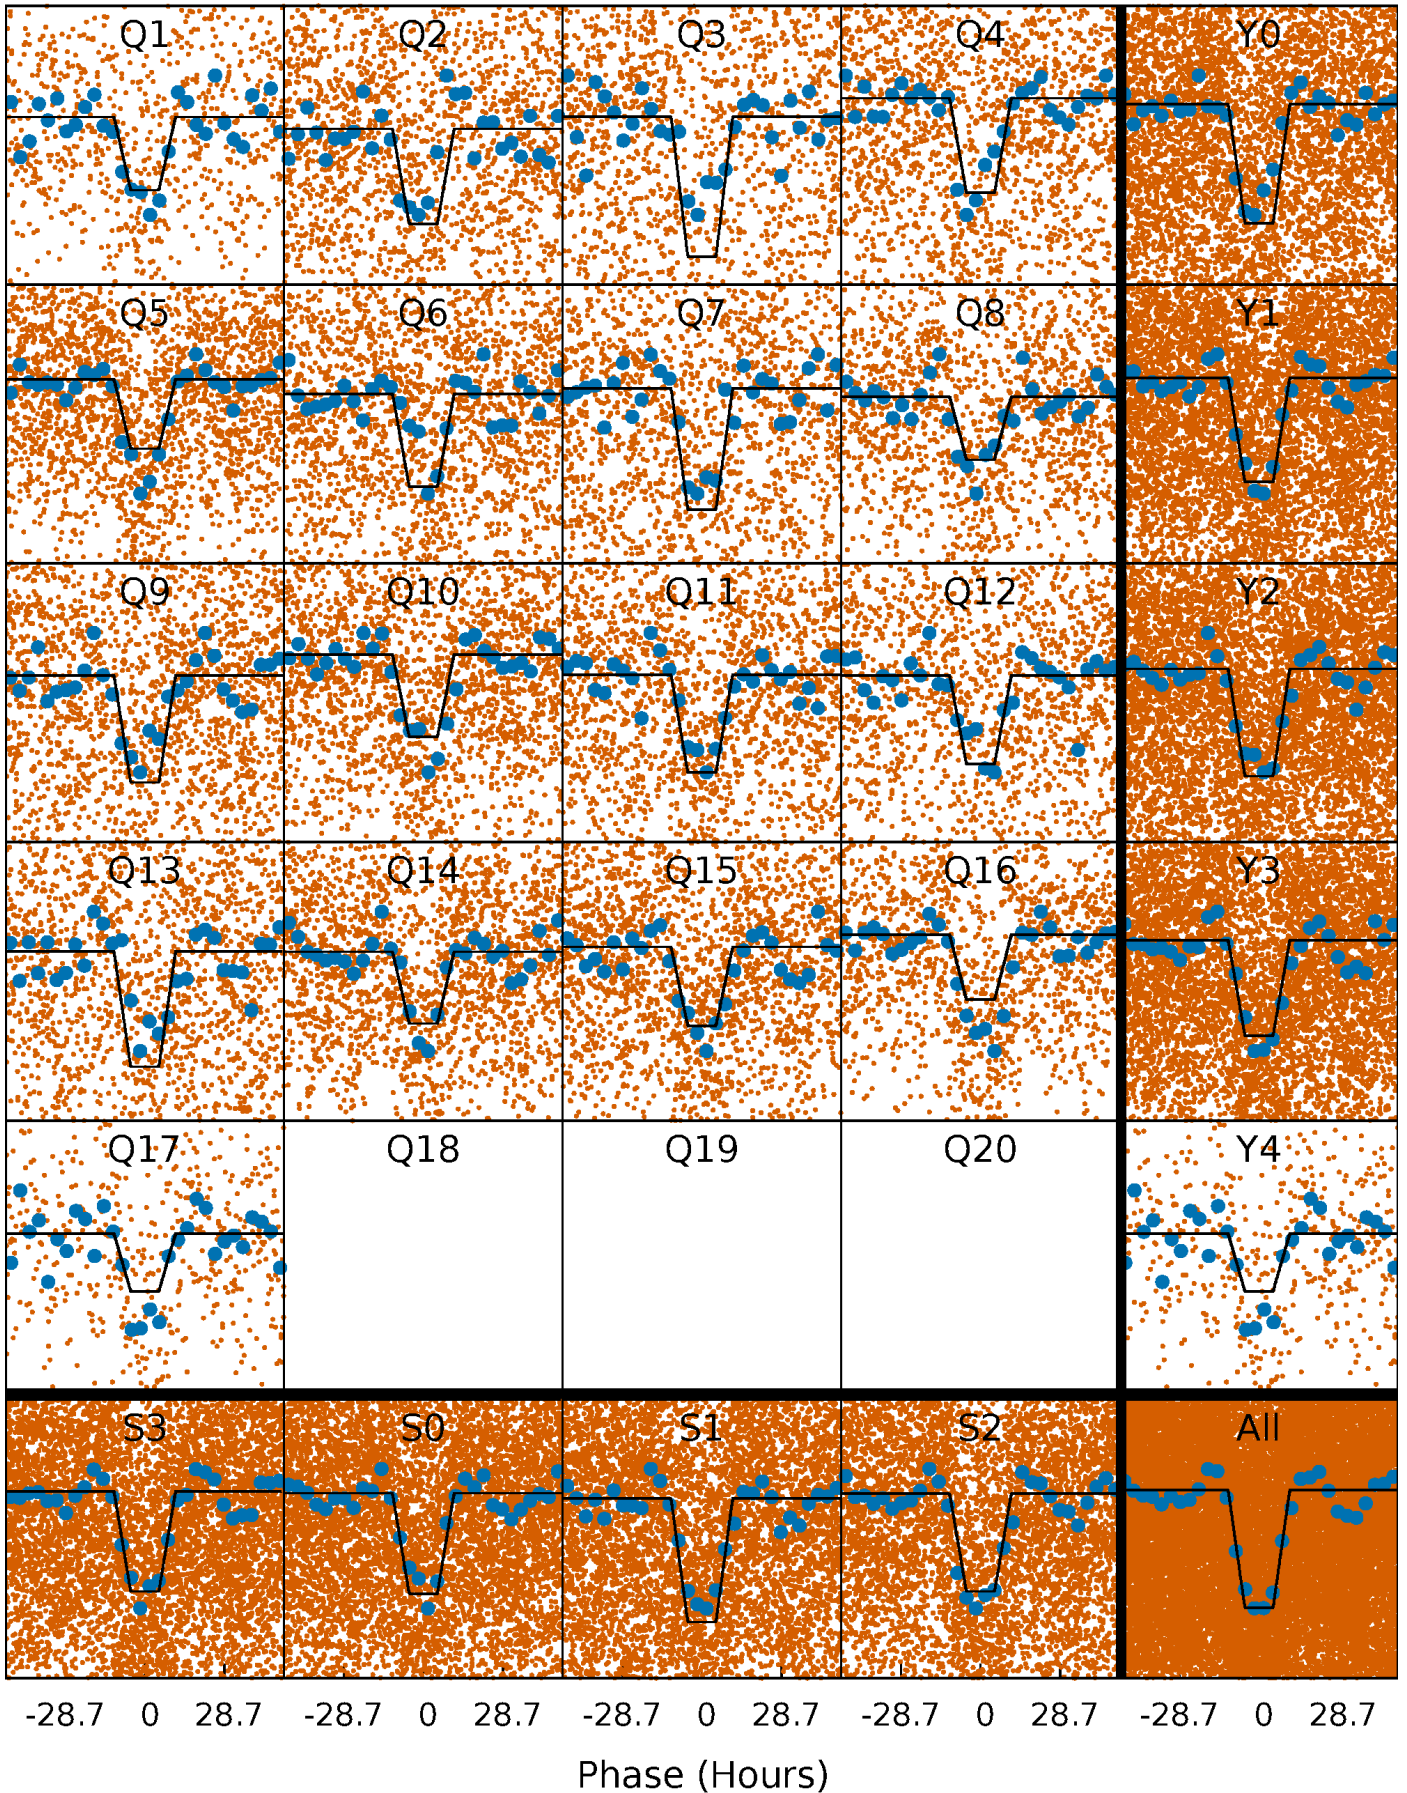 Q1 Q2 Q3 Q4 Y0
Q5 Q6 Q7 Q8 Y1
Q9 Q10 Q11 Q12 Y2
Q13 Q14 Q15 Q16 Y3
Q17 Q18 Q19 Q20 Y4
S3 S0 S1 S2 All
-28.7 0 28.7 -28.7 0 28.7 -28.7 0 28.7 -28.7 0 28.7 -28.7 0 28.7
Phase (Hours)